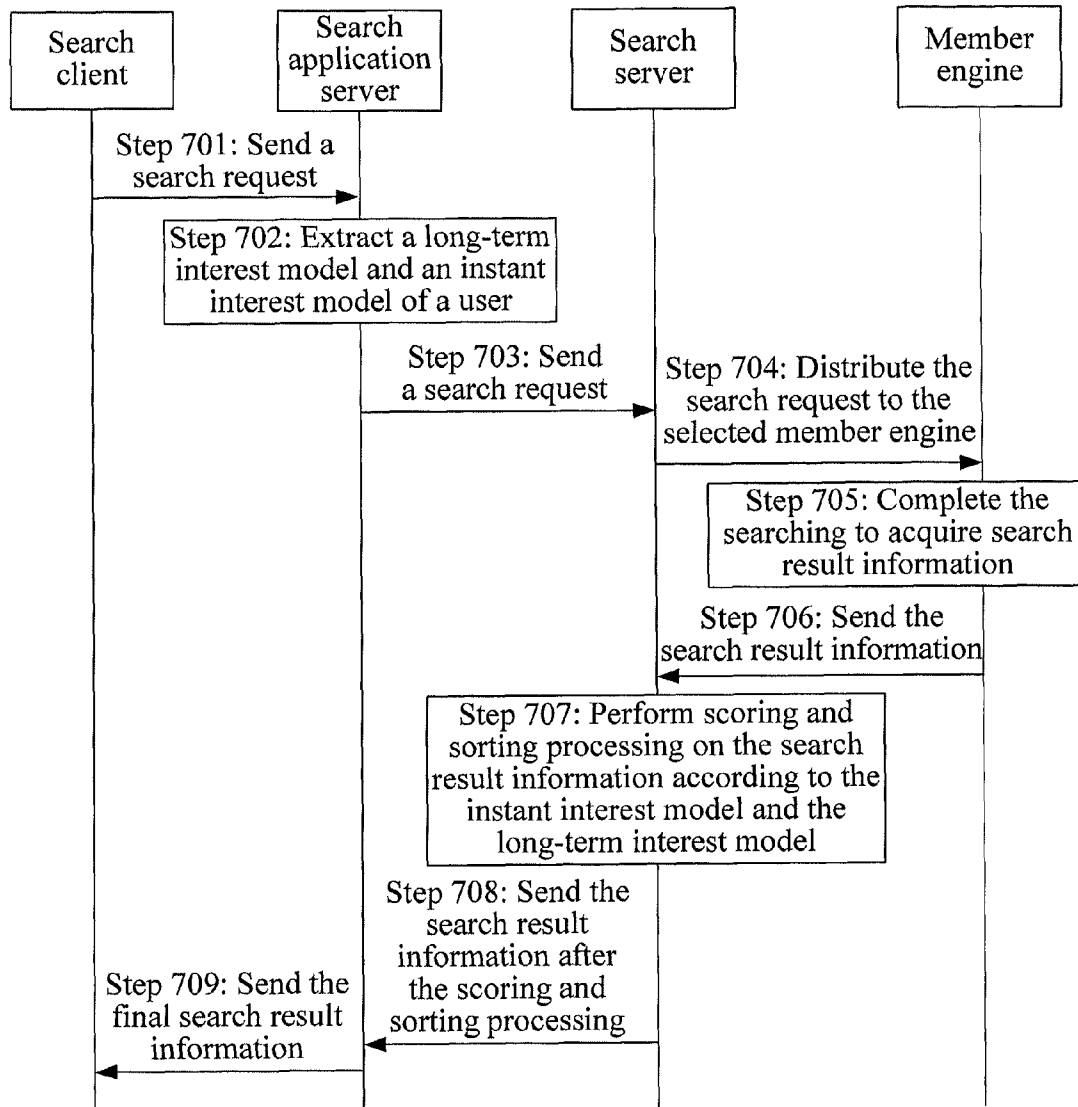 Search
client
Search
application
server
Search
server
Member
engine
Step 701: Send a
search request
Step 702: Extract a long-term
interest model and an instant
interest model of a user
Step 703: Send
a search request
Step 704: Distribute the
search request to the
selected member engine
Step 705: Complete the
searching to acquire search
result information
Step 706: Send the
search result information
Step 707: Perform scoring and
sorting processing on the search
result information according to the
instant interest model and the
long-term interest model
Step 708: Send the
search result
information after
the scoring and
sorting processing
Step 709: Send the
final search result
information